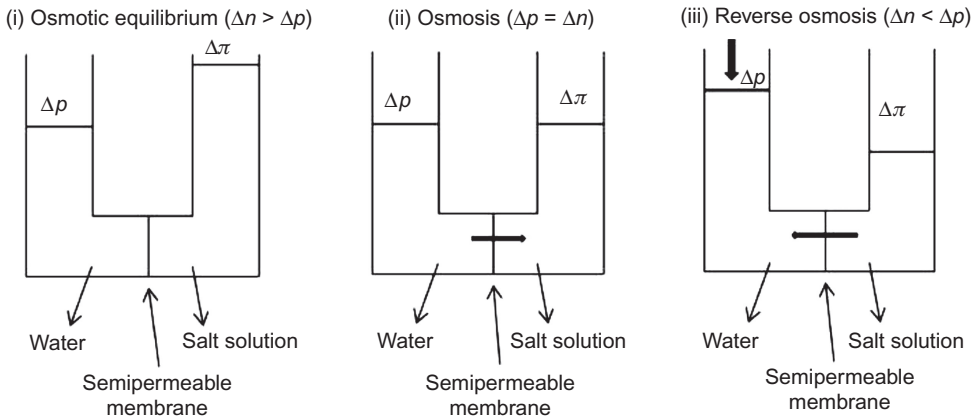 (i) Osmotic equilibrium (Δn > Δp)
Δπ
Δp
Water
Salt solution
Semipermeable
membrane
(ii) Osmosis (Δp = Δn)
Δp
Δπ
Water
Salt solution
Semipermeable
membrane
(iii) Reverse osmosis (Δn < Δp)
Δp
Δπ
Water
Salt solution
Semipermeable
membrane